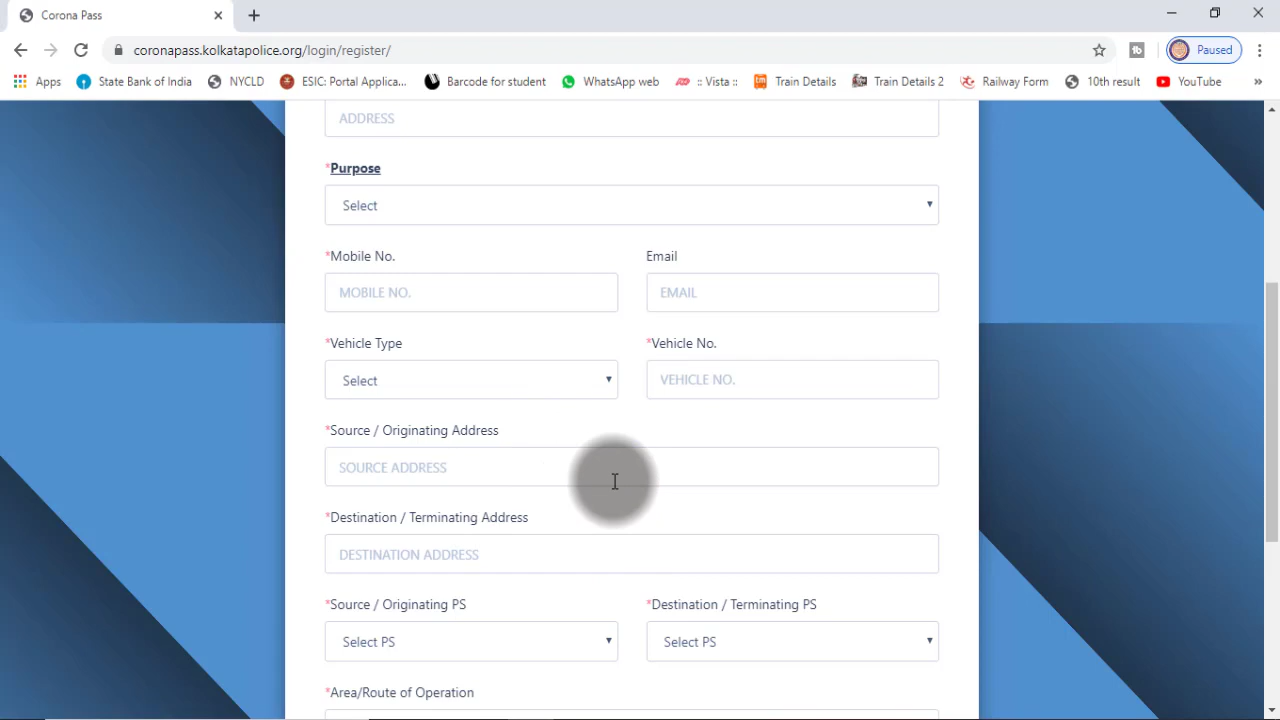 Corona Pass
coronapass.kolkatapolice.org/login/register/
Paused
Apps State Bank of India NYCLD ESIC: Portal Applica... Barcode for student WhatsApp web :: Vista :: Train Details Train Details 2 Railway Form 10th result YouTube »
ADDRESS
*Purpose
Select
*Mobile No. Email
MOBILE NO. EMAIL
*Vehicle Type *Vehicle No.
Select VEHICLE NO.
*Source / Originating Address
SOURCE ADDRESS
*Destination / Terminating Address
DESTINATION ADDRESS
*Source / Originating PS *Destination / Terminating PS
Select PS Select PS
*Area/Route of Operation